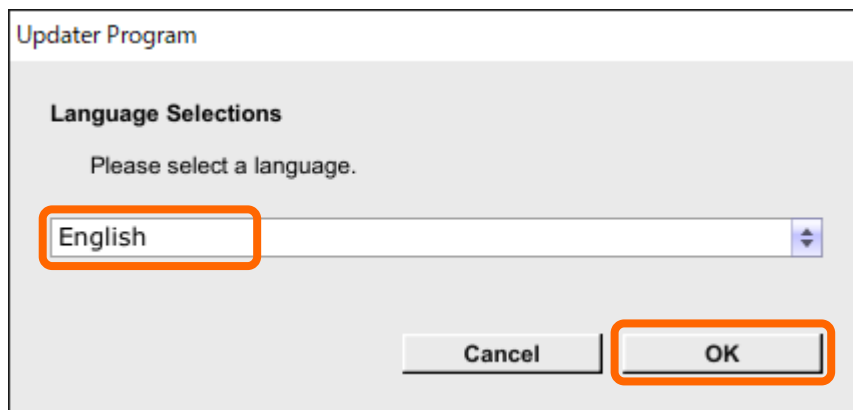 Updater Program
Language Selections
Please select a language.
English
Cancel OK